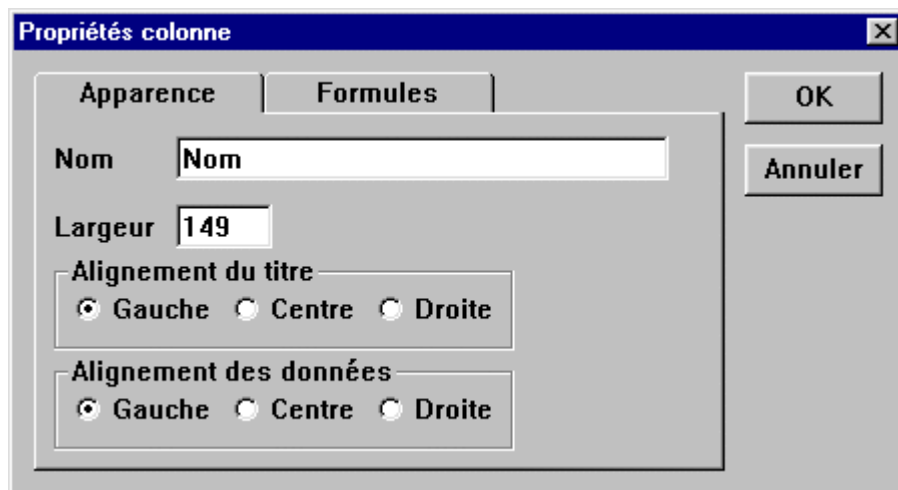 Propriétés colonne
Apparence Formules
OK
Nom Nom
Annuler
Largeur 149
Alignement du titre
Gauche Centre Droite
Alignement des données
Gauche Centre Droite